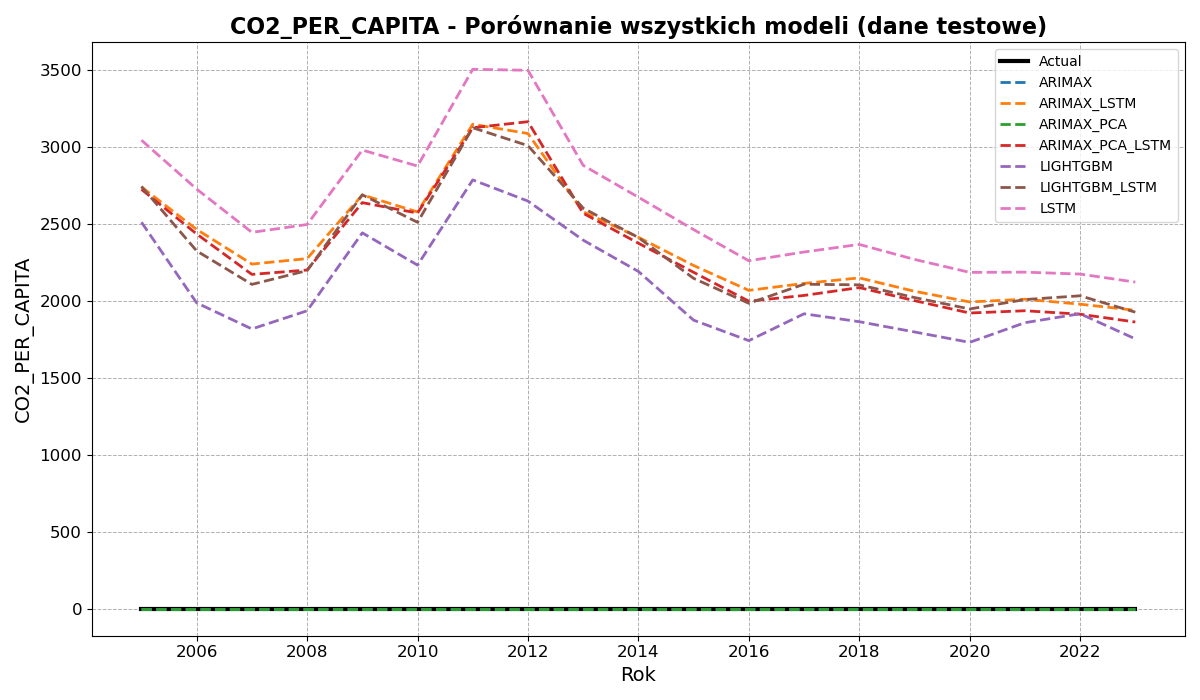 CO2_PER_CAPITA - Porównanie wszystkich modeli (dane testowe)
CO2_PER_CAPITA
3500
3000
2500
2000
1500
1000
500
0
Actual
ARIMAX
ARIMAX_LSTM
ARIMAX_PCA
ARIMAX_PCA_LSTM
LIGHTGBM
LIGHTGBM_LSTM
LSTM
2006 2008 2010 2012 2014 2016 2018 2020 2022
Rok